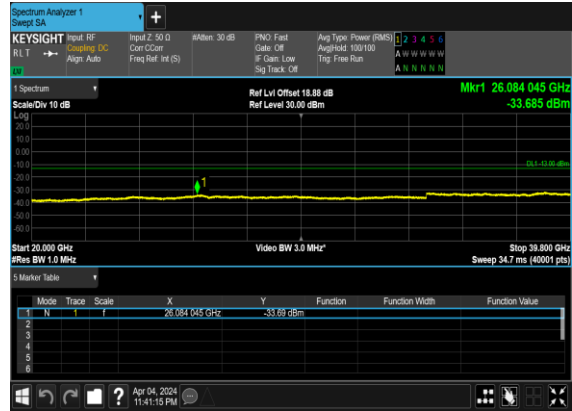 Spectrum Analyzer 1
Swept SA
KEYSIGHT Input: RF Input Z: 50 Ω #Atten: 30 dB PNO: Fast Avg Type: Power (RMS) 1 2 3 4 5 6
RLT Coupling: DC Corr CCorr Gate: Off Avg|Hold: 100/100 A W W W W W
Align: Auto Freq Ref: Int (S) IF Gain: Low Trig: Free Run
Sig Track: Off A N N N N N
1 Spectrum
Ref Lvl Offset 18.88 dB Mkr1 26.084 045 GHz
Scale/Div 10 dB Ref Level 30.00 dBm -33.685 dBm
Log
20.0
10.0
0.00
-10.0
DL1 -13.00 dBm
-20.0
1
-30.0
-40.0
-50.0
-60.0
Start 20.000 GHz Video BW 3.0 MHz* Stop 39.800 GHz
#Res BW 1.0 MHz Sweep 34.7 ms (40001 pts)
5 Marker Table
Mode Trace Scale X Y Function Function Width Function Value
1 N 1 f 26.084 045 GHz -33.69 dBm
2
3
4
5
6
? Apr 04, 2024
11:41:15 PM